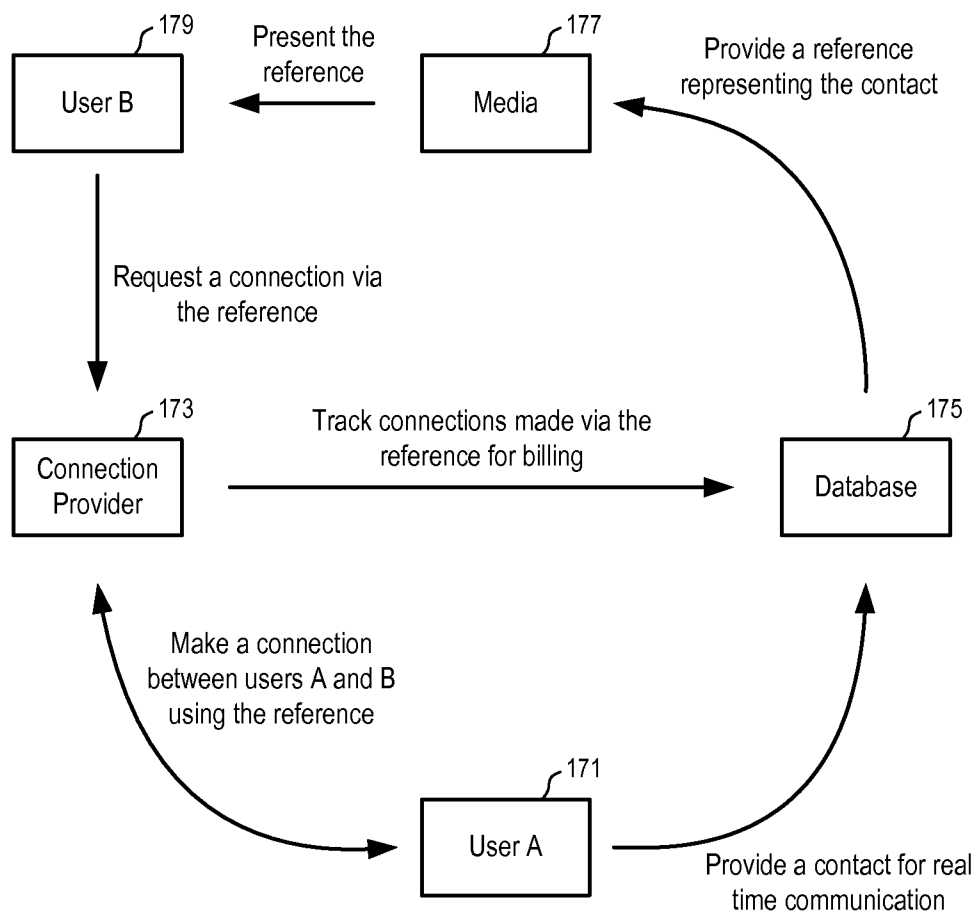 179
User B
Present the
reference
177
Media
Provide a reference
representing the contact
Request a connection via
the reference
173
Connection
Provider
Track connections made via the
reference for billing
175
Database
Make a connection
between users A and B
using the reference
171
User A
Provide a contact for real
time communication